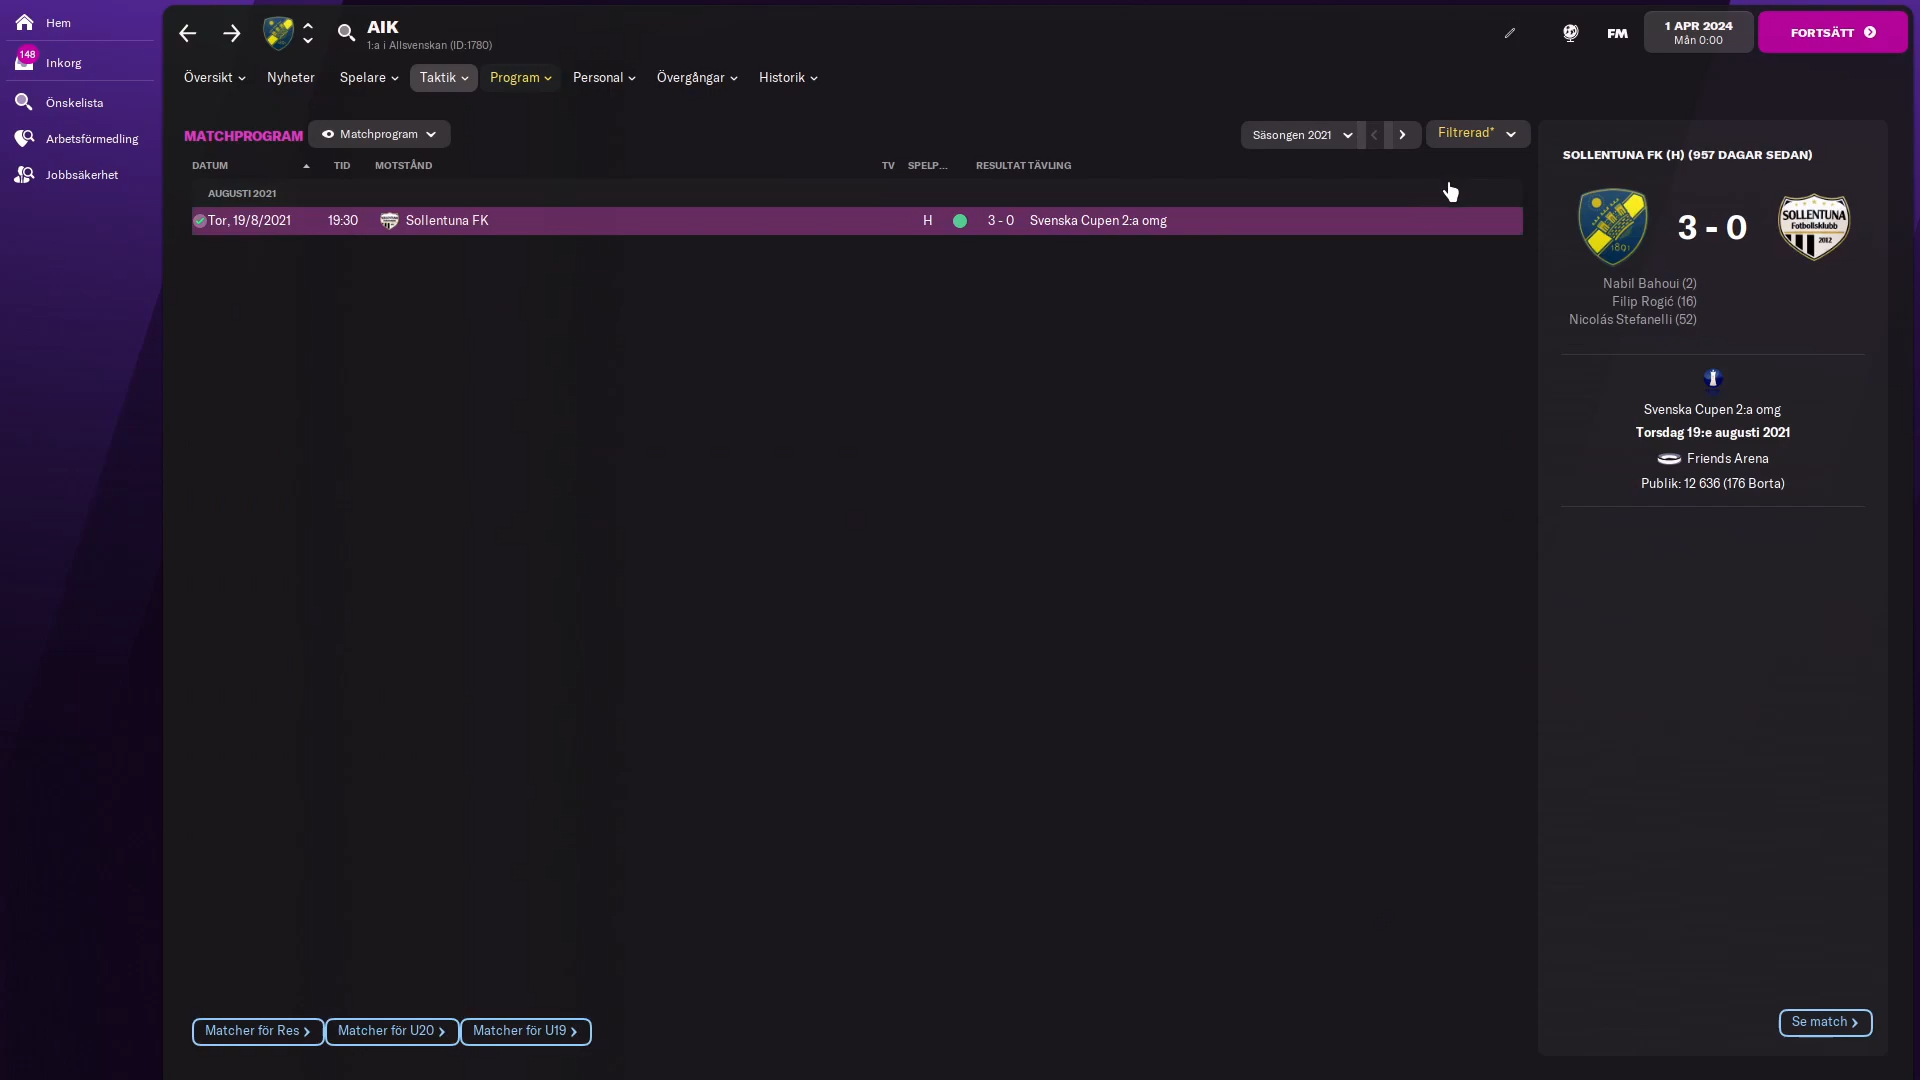 Hem
148
Inkorg
Önskelista
Arbetsförmedling
Jobbsäkerhet
AIK
1:a i Allsvenskan (ID:1780)
FM
1 APR 2024
Mån 0:00
FORTSÄTT
Översikt
Nyheter
Spelare
Taktik
Program
Personal
Övergångar
Historik
MATCHPROGRAM
Matchprogram
Säsongen 2021
Filtrerad*
DATUM TID MOTSTÅND TV SPELP... RESULTAT TÄVLING
AUGUSTI 2021
Tor, 19/8/2021 19:30 Sollentuna FK H 3 - 0 Svenska Cupen 2:a omg
SOLLENTUNA FK (H) (957 DAGAR SEDAN)
1891
3 - 0
SOLLENTUNA
Fotbollsklubb
2012
Nabil Bahoui (2)
Filip Rogić (16)
Nicolás Stefanelli (52)
Svenska Cupen 2:a omg
Torsdag 19:e augusti 2021
Friends Arena
Publik: 12 636 (176 Borta)
Matcher för Res
Matcher för U20
Matcher för U19
Se match